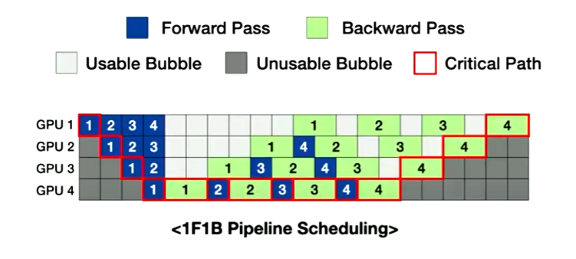 Forward Pass Backward Pass
Usable Bubble Unusable Bubble Critical Path
GPU 1 1 2 3 4 1 2 3 4
GPU 2 1 2 3 1 4 2 3 4
GPU 3 1 2 1 3 2 4 3 4
GPU 4 1 1 2 2 3 3 4 4
<1F1B Pipeline Scheduling>